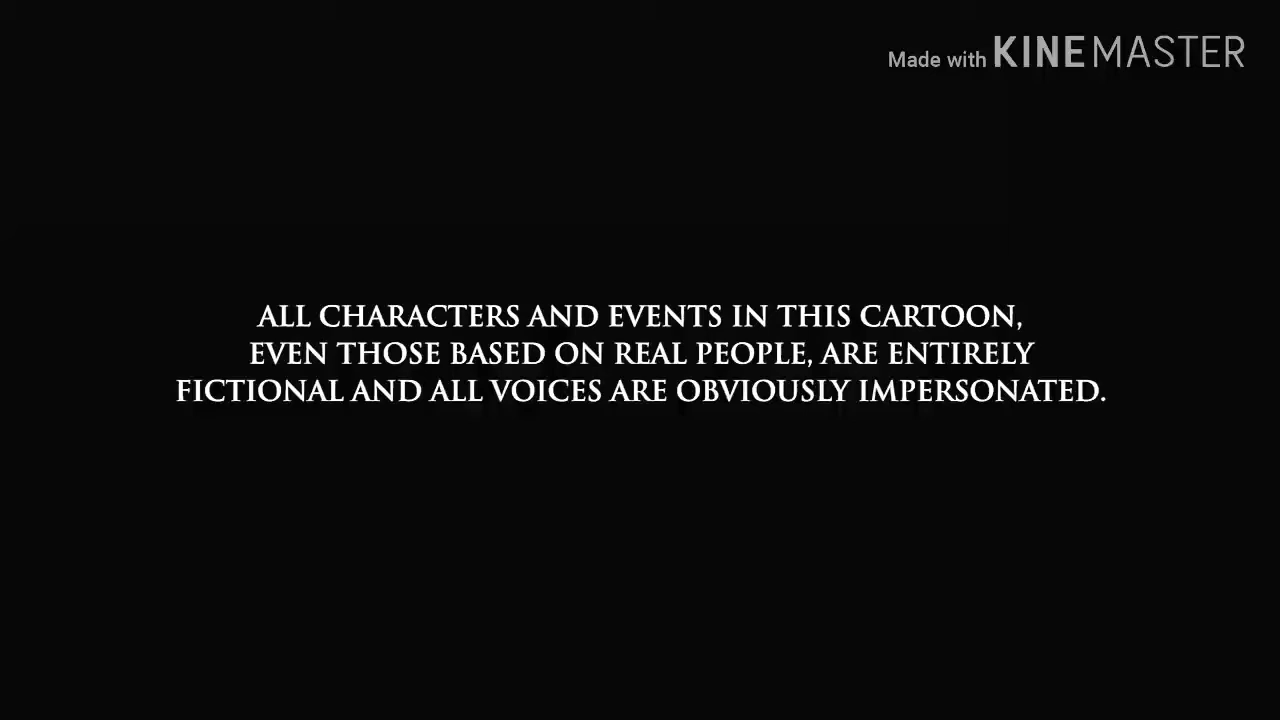 Made with KINEMASTER
ALL CHARACTERS AND EVENTS IN THIS CARTOON,
EVEN THOSE BASED ON REAL PEOPLE, ARE ENTIRELY
FICTIONAL AND ALL VOICES ARE OBVIOUSLY IMPERSONATED.